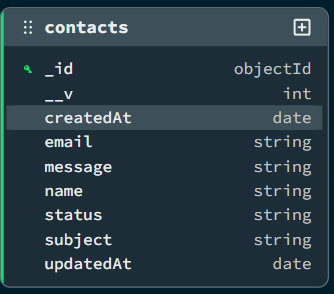 contacts
_id objectId
__v int
createdAt date
email string
message string
name string
status string
subject string
updatedAt date